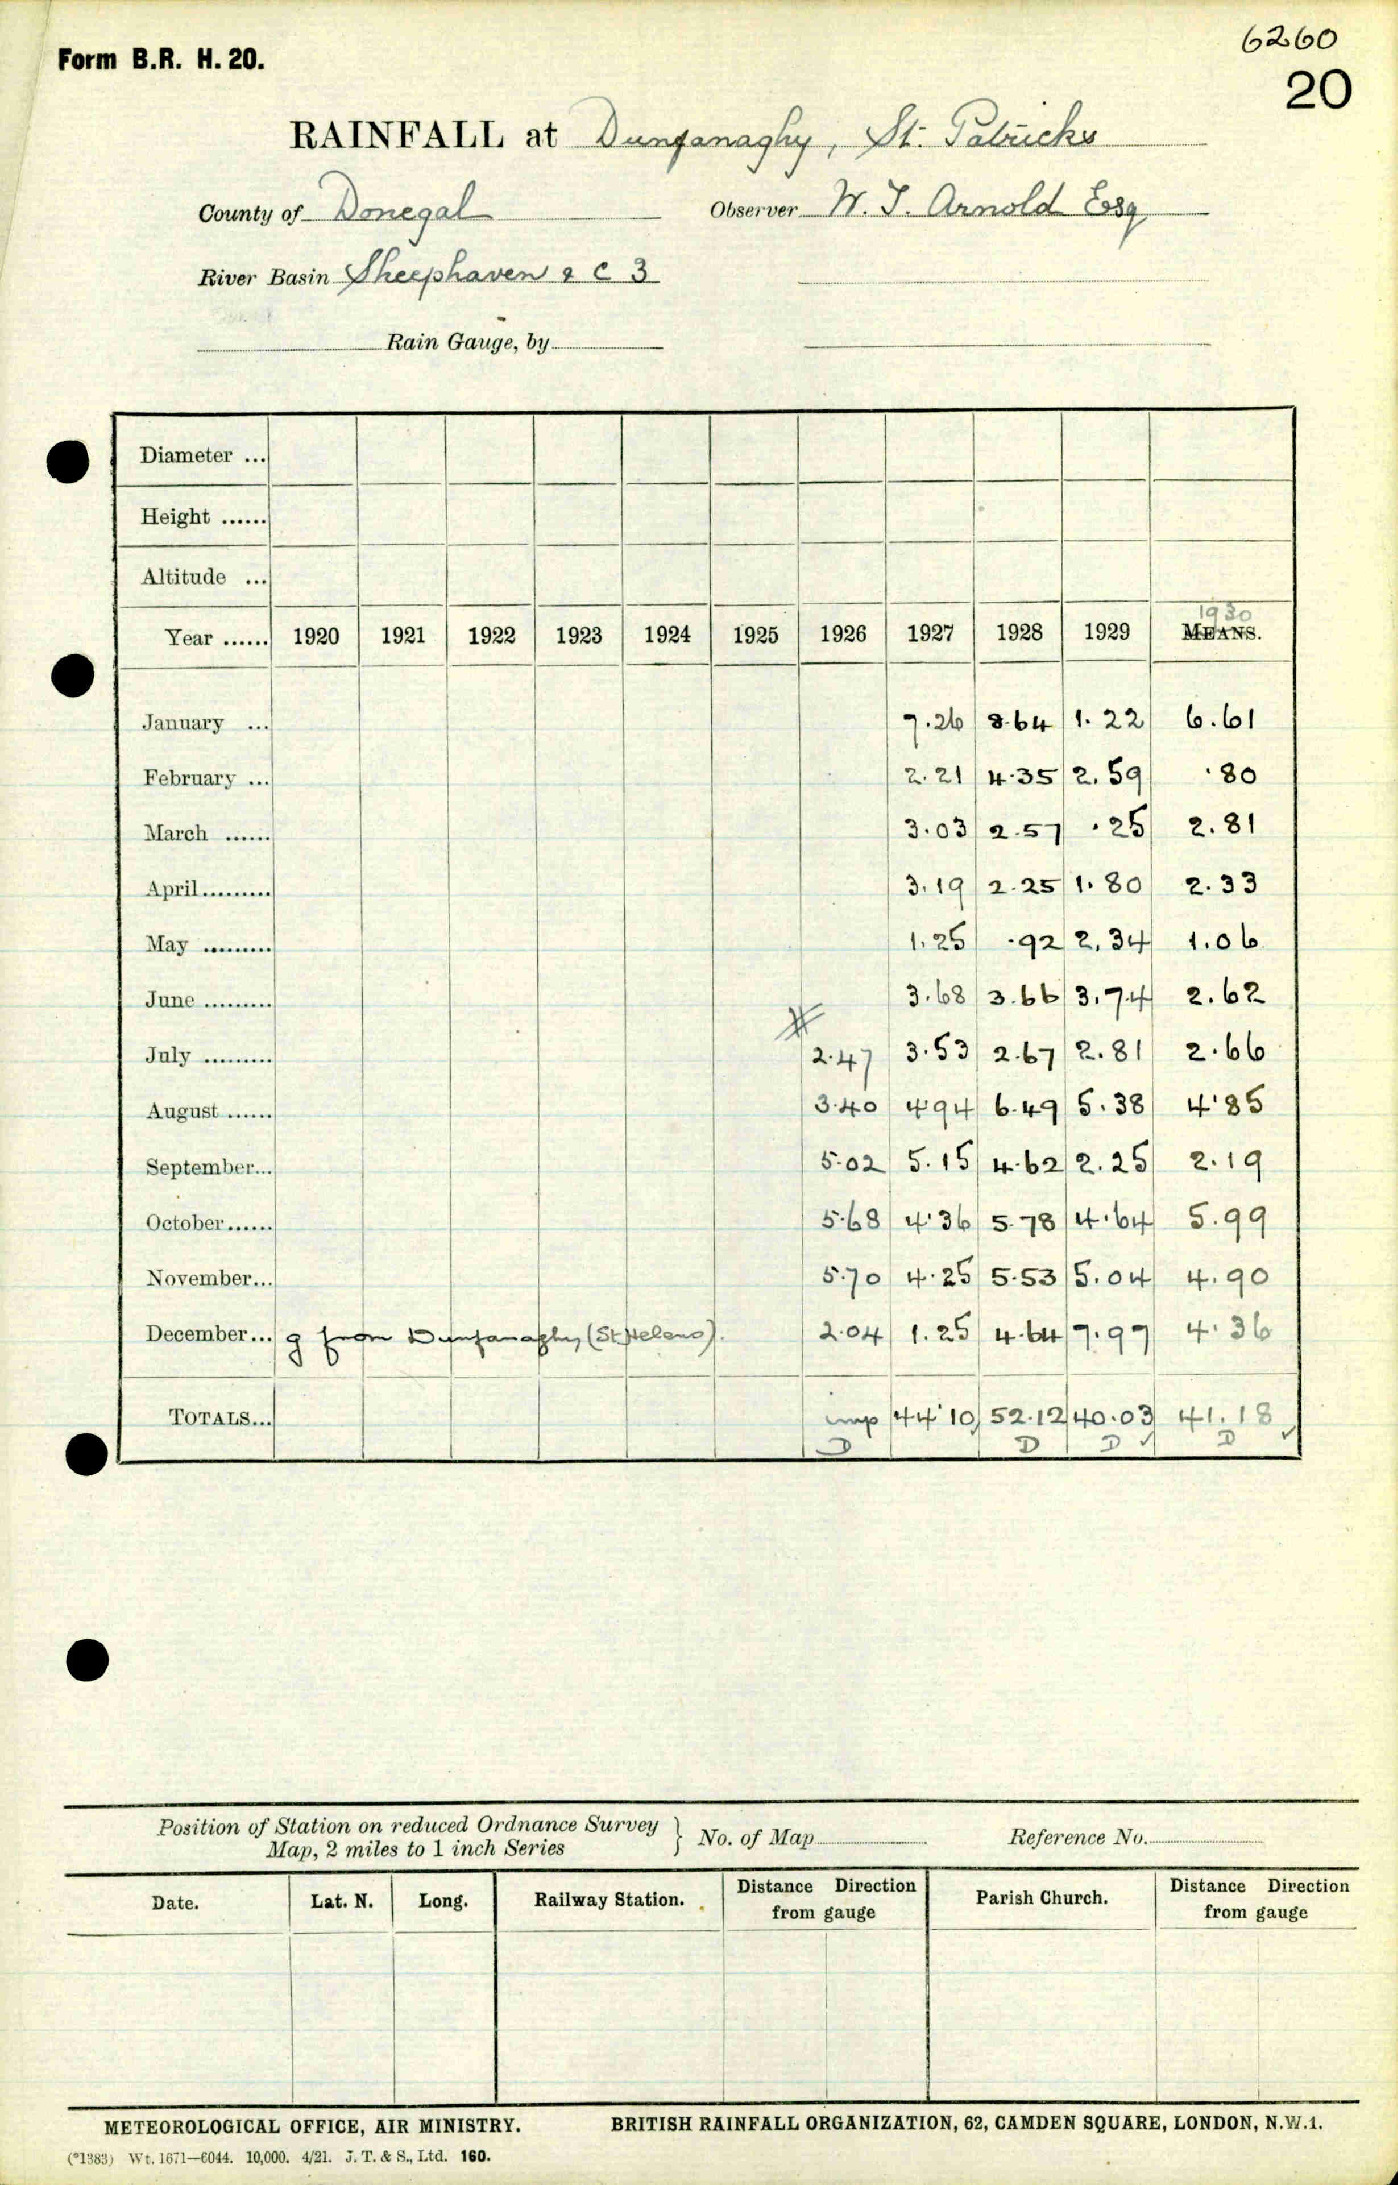 6260
Form B.R. H. 20.
20
RAINFALL at Dunfanaghy, St. Patricks
County of Donegal Observer W. J. Arnold Esq
River Basin Sheephaven & C 3
Rain Gauge, by
Diameter ...
Height ......
Altitude ...
1930
Year ...... 1920 1921 1922 1923 1924 1925 1926 1927 1928 1929 MEANS.
January ... 7.26 8.64 1.22 6.61
February ... 2.21 4.35 2.59 .80
March ...... 3.03 2.57 .25 2.81
April ......... 3.19 2.25 1.80 2.33
May ......... 1.25 .92 2.34 1.06
June ......... 3.68 3.66 3.74 2.62
July ......... 2.47 3.53 2.67 2.81 2.66
August ...... 3.40 4.94 6.49 5.38 4.85
September... 5.02 5.15 4.62 2.25 2.19
October ...... 5.68 4.36 5.78 4.64 5.99
November... 5.70 4.25 5.53 5.04 4.90
December... g from Dunfanaghy (St Helens). 2.04 1.25 4.64 7.97 4.36
TOTALS... imp 44.10 52.12 40.03 41.18
D D D ✓ D ✓
Position of Station on reduced Ordnance Survey
Map, 2 miles to 1 inch Series } No. of Map Reference No.
Date. Lat. N. Long. Railway Station. Distance Direction from gauge Parish Church. Distance Direction from gauge
METEOROLOGICAL OFFICE, AIR MINISTRY. BRITISH RAINFALL ORGANIZATION, 62, CAMDEN SQUARE, LONDON, N.W.1.
(*1383) Wt. 1671—6044. 10,000. 4/21. J. T. & S., Ltd. 160.